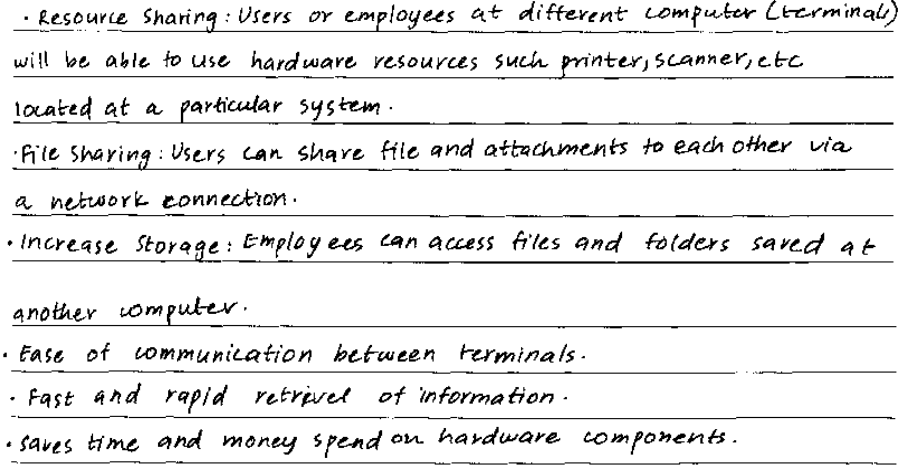 · Resource Sharing: Users or employees at different computer (terminals)
will be able to use hardware resources such printer, scanner, etc
located at a particular system.
· File Sharing: Users can share file and attachments to each other via
a network connection.
· Increase Storage: Employees can access files and folders saved at
another computer.
· Ease of communication between terminals.
· Fast and rapid retrivel of information.
· Saves time and money spend on hardware components.